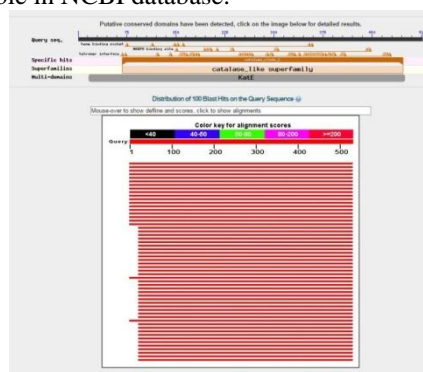 ble in NCBI database.
Putative conserved domains have been detected, click on the image below for detailed results.
Query seq.
Specific hits
Superfamilies
catalase_like superfamily
Multi-domains
KatE
Distribution of 100 Blast Hits on the Query Sequence
Mouse-over to show defline and scores, click to show alignments
Color key for alignment scores
<40 40-50 50-80 80-200 >=200
Query
1 100 200 300 400 500